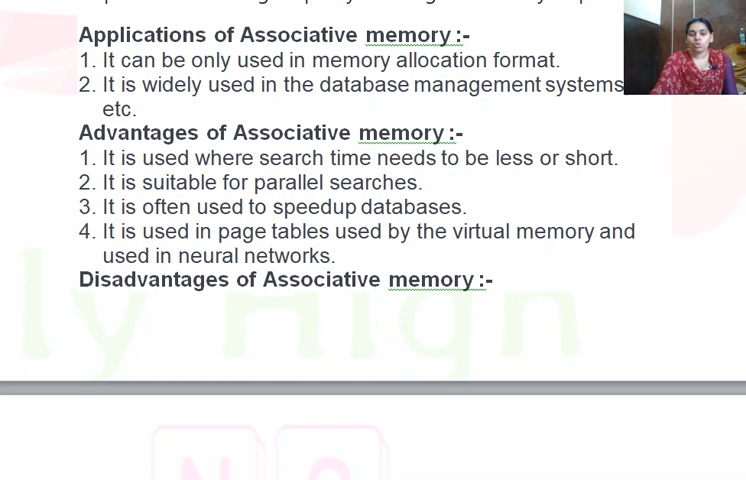 Applications of Associative memory :-
1. It can be only used in memory allocation format.
2. It is widely used in the database management systems
etc.
Advantages of Associative memory :-
1. It is used where search time needs to be less or short.
2. It is suitable for parallel searches.
3. It is often used to speedup databases.
4. It is used in page tables used by the virtual memory and
used in neural networks.
Disadvantages of Associative memory :-
ly High